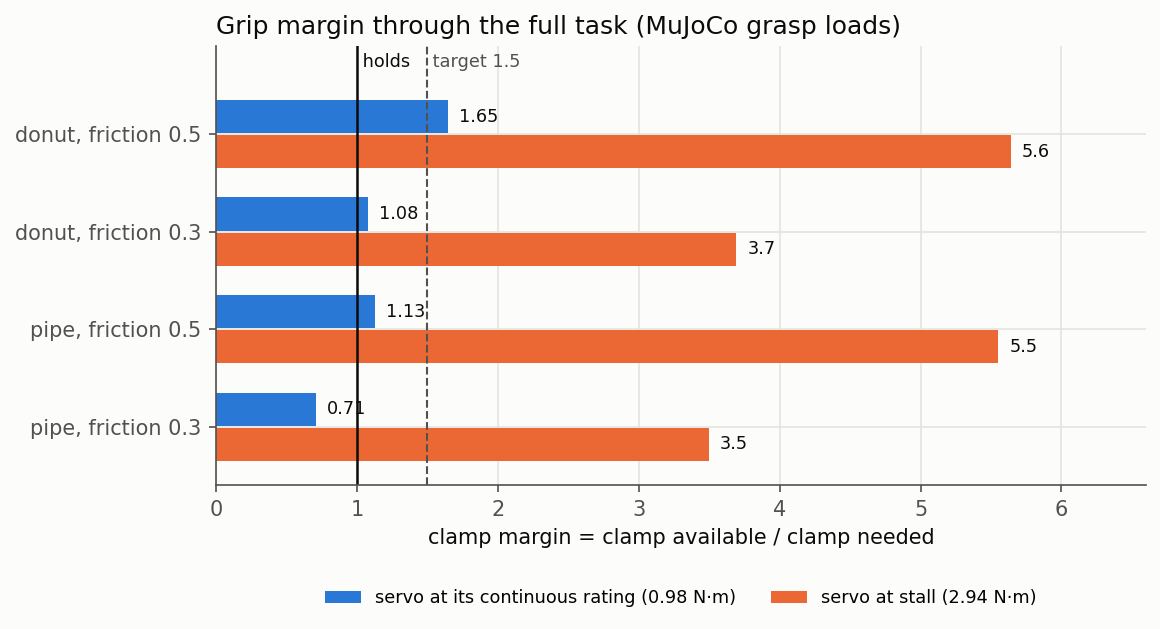 Grip margin through the full task (MuJoCo grasp loads)
holds
target 1.5
donut, friction 0.5
1.65
5.6
donut, friction 0.3
1.08
3.7
pipe, friction 0.5
1.13
5.5
pipe, friction 0.3
0.71
3.5
0 1 2 3 4 5 6
clamp margin = clamp available / clamp needed
servo at its continuous rating (0.98 N·m)
servo at stall (2.94 N·m)